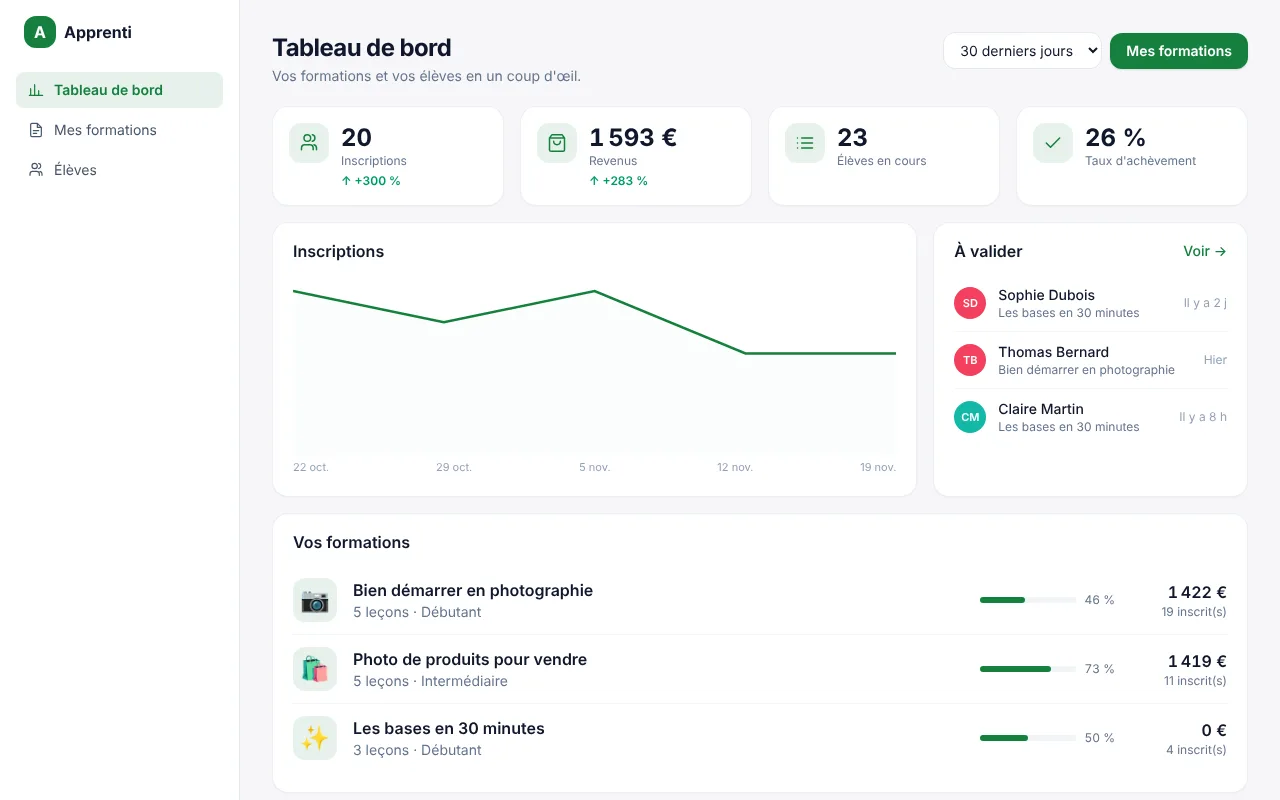 A Apprenti
Tableau de bord
Mes formations
Élèves
Tableau de bord
Vos formations et vos élèves en un coup d'œil.
30 derniers jours
Mes formations
20
Inscriptions
↑ +300 %
1 593 €
Revenus
↑ +283 %
23
Élèves en cours
26 %
Taux d'achèvement
Inscriptions
22 oct. 29 oct. 5 nov. 12 nov. 19 nov.
À valider
Voir →
SD Sophie Dubois
Les bases en 30 minutes
Il y a 2 j
TB Thomas Bernard
Bien démarrer en photographie
Hier
CM Claire Martin
Les bases en 30 minutes
Il y a 8 h
Vos formations
Bien démarrer en photographie
5 leçons · Débutant
46 %
1 422 €
19 inscrit(s)
Photo de produits pour vendre
5 leçons · Intermédiaire
73 %
1 419 €
11 inscrit(s)
Les bases en 30 minutes
3 leçons · Débutant
50 %
0 €
4 inscrit(s)